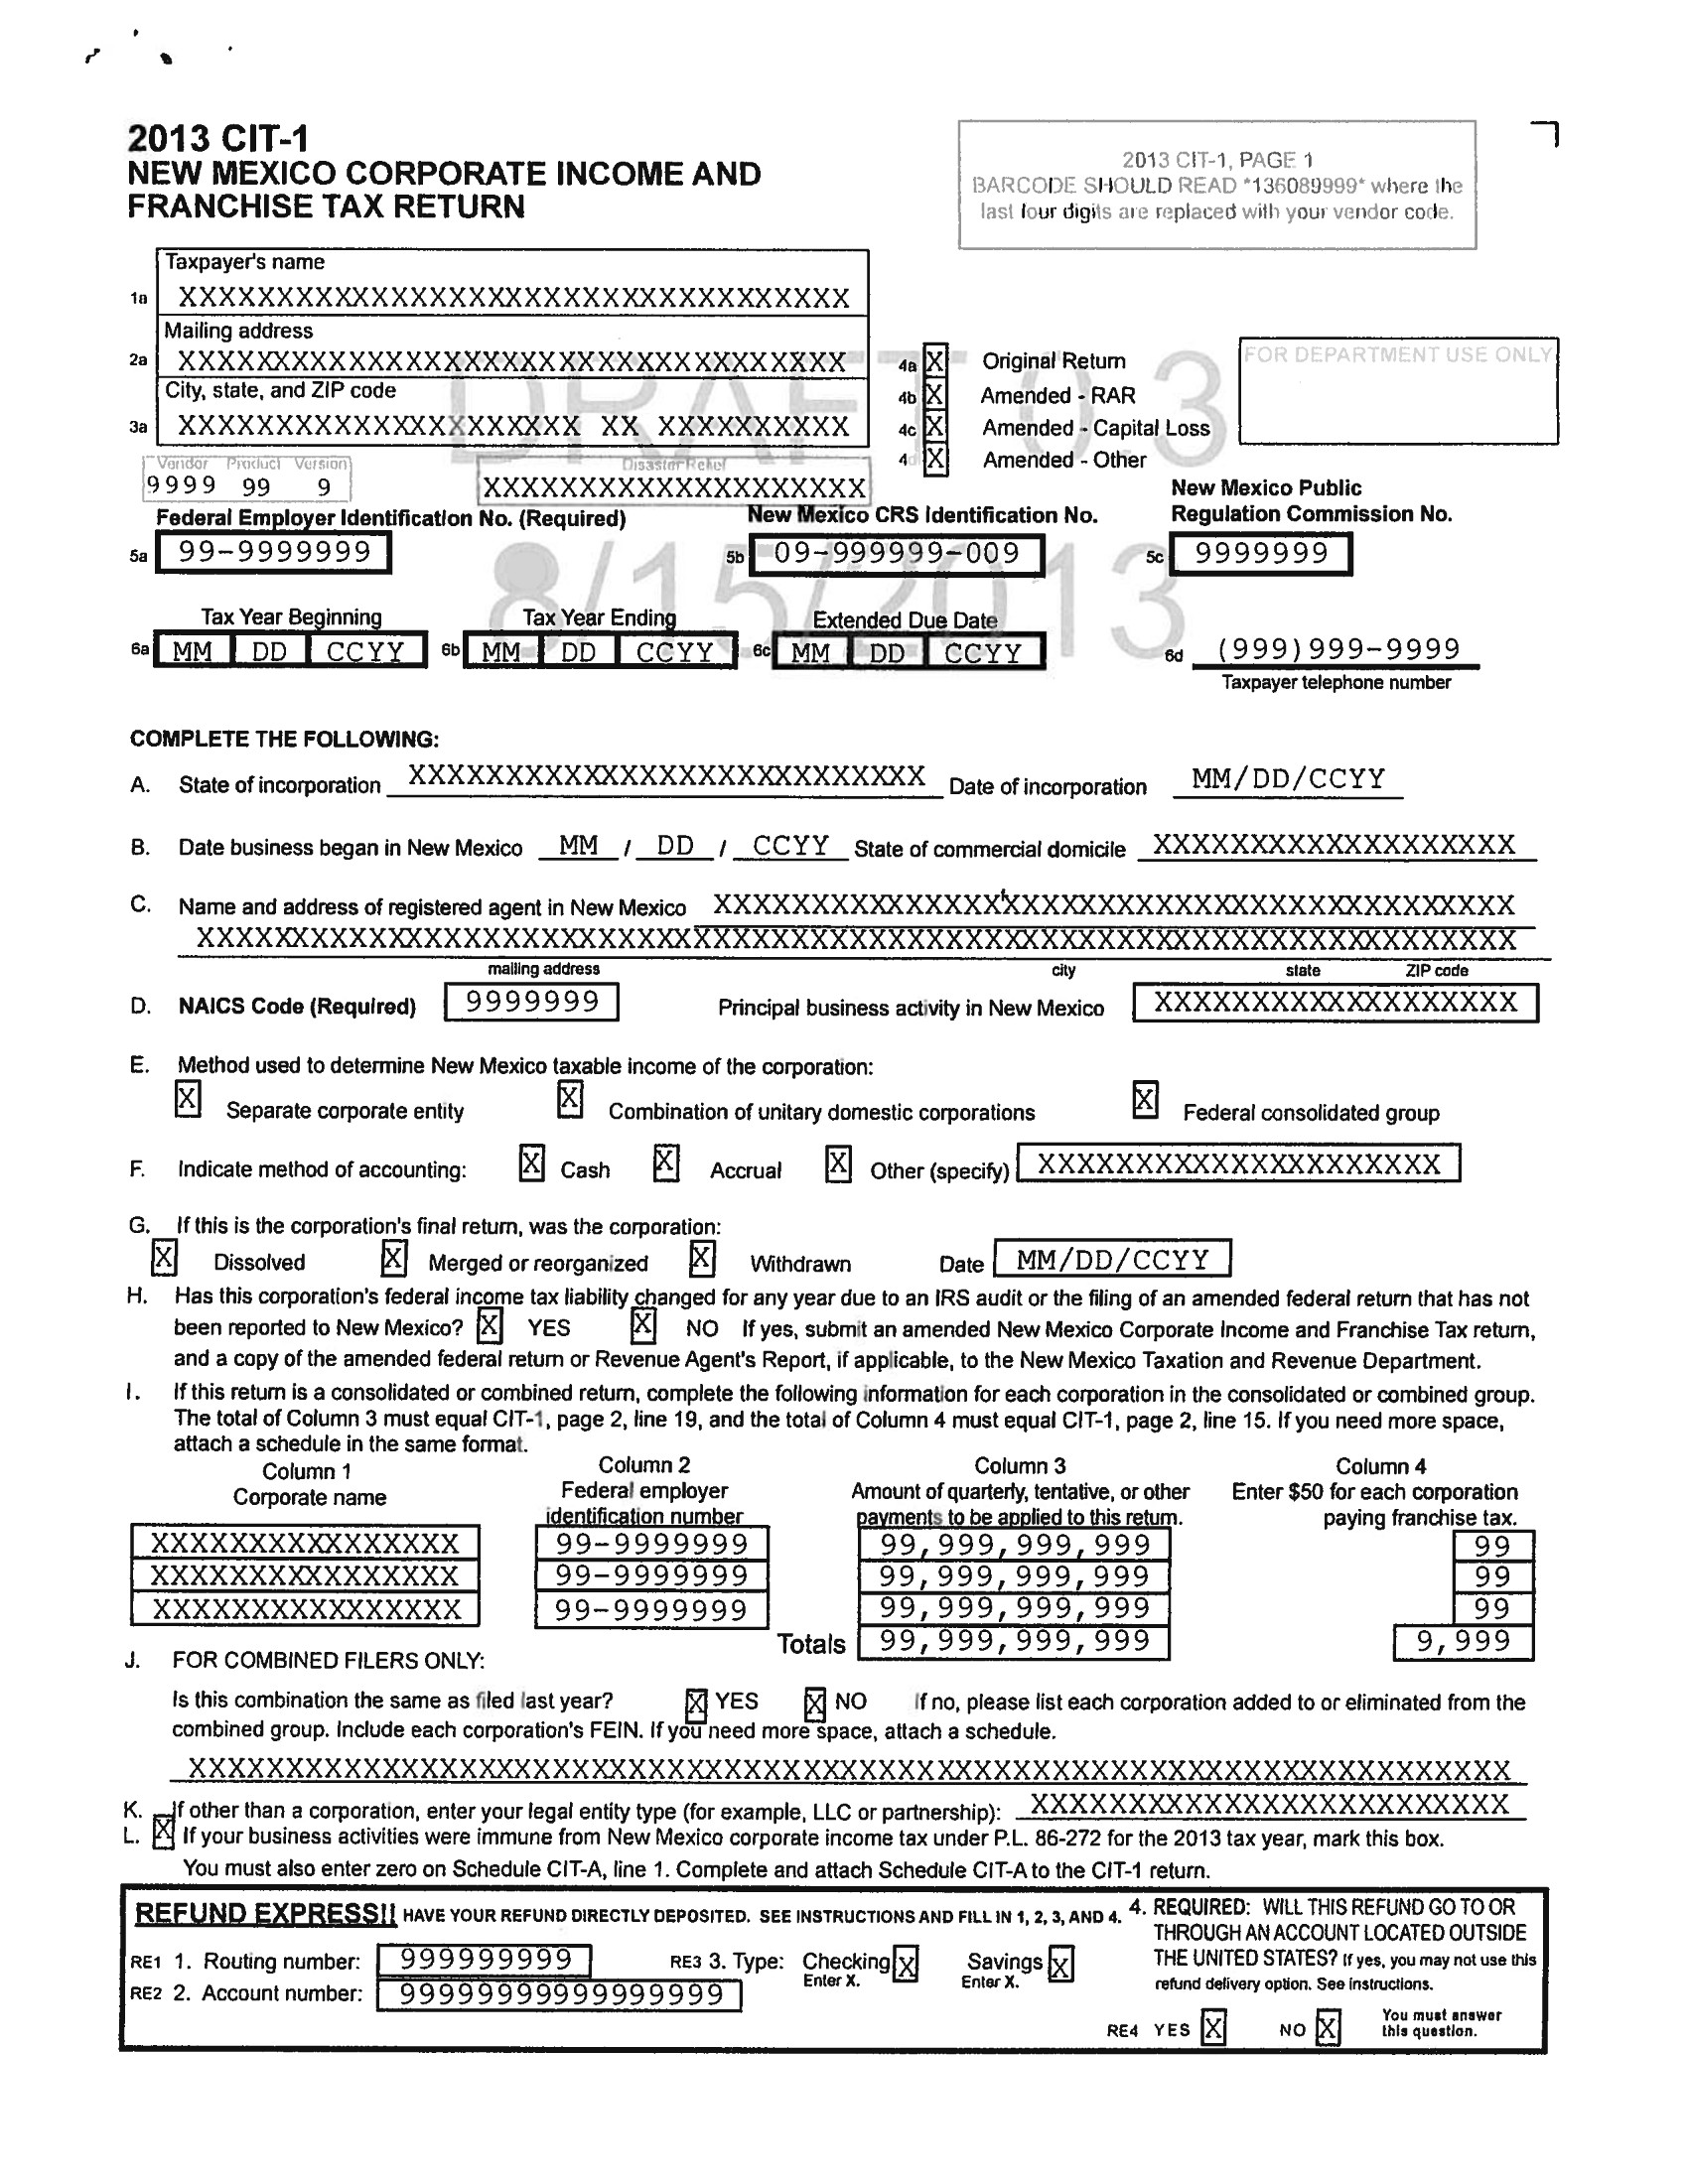 2013 CIT-1
NEW MEXICO CORPORATE INCOME AND
FRANCHISE TAX RETURN
2013 CIT-1, PAGE 1
BARCODE SHOULD READ *136089999* where the
last four digits are replaced with your vendor code.
Taxpayer's name
1a XXXXXXXXXXXXXXXXXXXXXXXXXXXXXXXXXXX
Mailing address
2a XXXXXXXXXXXXXXXXXXXXXXXXXXXXXXXXXXX
City, state, and ZIP code
3a XXXXXXXXXXXXXXXXXXXXX XX XXXXXXXXXX
4a X Original Return
4b X Amended - RAR
4c X Amended - Capital Loss
4d X Amended - Other
FOR DEPARTMENT USE ONLY
DRAFT 0.3
8/15/2013
Vendor Product Version
9999 99 9
Disaster Relief
XXXXXXXXXXXXXXXXXXXX
Federal Employer Identification No. (Required)
5a 99-9999999
New Mexico CRS Identification No.
5b 09-999999-009
New Mexico Public
Regulation Commission No.
5c 9999999
Tax Year Beginning
6a MM DD CCYY
Tax Year Ending
6b MM DD CCYY
Extended Due Date
6c MM DD CCYY
6d (999)999-9999
Taxpayer telephone number
COMPLETE THE FOLLOWING:
A. State of incorporation XXXXXXXXXXXXXXXXXXXXXXXXXXX Date of incorporation MM/DD/CCYY
B. Date business began in New Mexico MM / DD / CCYY State of commercial domicile XXXXXXXXXXXXXXXXXXX
C. Name and address of registered agent in New Mexico XXXXXXXXXXXXXXXXXXXXXXXXXXXXXXXXXXXXXXXXXX
XXXXXXXXXXXXXXXXXXXXXXXXXXXXXXXXXXXXXXXXXXXXXXXXXXXXXXXXXXXXXXXXXXXXX
mailing address city state ZIP code
D. NAICS Code (Required) 9999999 Principal business activity in New Mexico XXXXXXXXXXXXXXXXXXX
E. Method used to determine New Mexico taxable income of the corporation:
X Separate corporate entity X Combination of unitary domestic corporations X Federal consolidated group
F. Indicate method of accounting: X Cash X Accrual X Other (specify) XXXXXXXXXXXXXXXXXXXXX
G. If this is the corporation's final return, was the corporation:
X Dissolved X Merged or reorganized X Withdrawn Date MM/DD/CCYY
H. Has this corporation's federal income tax liability changed for any year due to an IRS audit or the filing of an amended federal return that has not
been reported to New Mexico? X YES X NO If yes, submit an amended New Mexico Corporate Income and Franchise Tax return,
and a copy of the amended federal return or Revenue Agent's Report, if applicable, to the New Mexico Taxation and Revenue Department.
I. If this return is a consolidated or combined return, complete the following information for each corporation in the consolidated or combined group.
The total of Column 3 must equal CIT-1, page 2, line 19, and the total of Column 4 must equal CIT-1, page 2, line 15. If you need more space,
attach a schedule in the same format.
Column 1 Column 2 Column 3 Column 4
Corporate name Federal employer Amount of quarterly, tentative, or other Enter $50 for each corporation
identification number payments to be applied to this return. paying franchise tax.
XXXXXXXXXXXXXXXX 99-9999999 99,999,999,999 99
XXXXXXXXXXXXXXXX 99-9999999 99,999,999,999 99
XXXXXXXXXXXXXXXX 99-9999999 99,999,999,999 99
Totals 99,999,999,999 9,999
J. FOR COMBINED FILERS ONLY:
Is this combination the same as filed last year? X YES X NO If no, please list each corporation added to or eliminated from the
combined group. Include each corporation's FEIN. If you need more space, attach a schedule.
XXXXXXXXXXXXXXXXXXXXXXXXXXXXXXXXXXXXXXXXXXXXXXXXXXXXXXXXXXXXXXXXXXXXX
K. If other than a corporation, enter your legal entity type (for example, LLC or partnership): XXXXXXXXXXXXXXXXXXXXXXXXX
L. X If your business activities were immune from New Mexico corporate income tax under P.L. 86-272 for the 2013 tax year, mark this box.
You must also enter zero on Schedule CIT-A, line 1. Complete and attach Schedule CIT-A to the CIT-1 return.
REFUND EXPRESS!! HAVE YOUR REFUND DIRECTLY DEPOSITED. SEE INSTRUCTIONS AND FILL IN 1, 2, 3, AND 4.
RE1 1. Routing number: 999999999
RE2 2. Account number: 99999999999999999
RE3 3. Type: Checking X Savings X
Enter X. Enter X.
4. REQUIRED: WILL THIS REFUND GO TO OR
THROUGH AN ACCOUNT LOCATED OUTSIDE
THE UNITED STATES? If yes, you may not use this
refund delivery option. See instructions.
RE4 YES X NO X You must answer
this question.